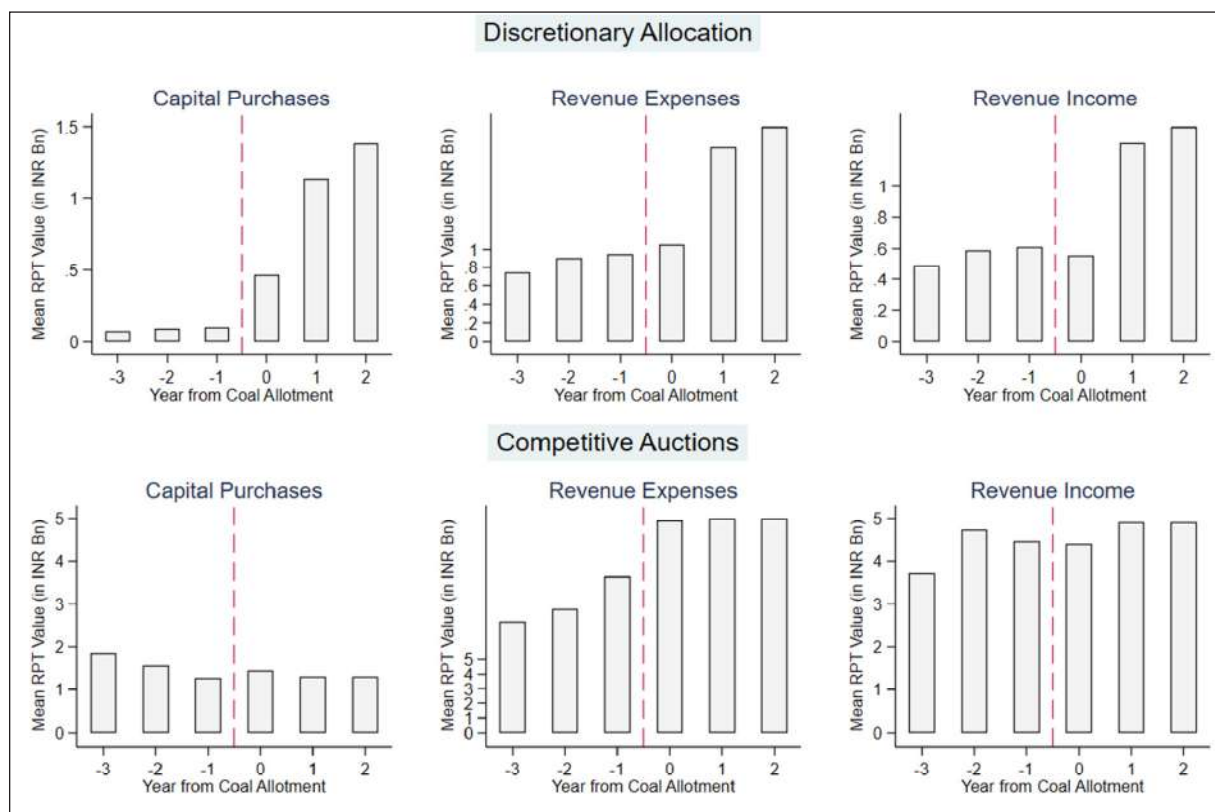 Discretionary Allocation
Capital Purchases
Mean RPT Value (in INR Bn)
1.5
1
.5
0
-3 -2 -1 0 1 2
Year from Coal Allotment
Revenue Expenses
Mean RPT Value (in INR Bn)
1
.8
.6
.4
.2
0
-3 -2 -1 0 1 2
Year from Coal Allotment
Revenue Income
Mean RPT Value (in INR Bn)
1
.8
.6
.4
.2
0
-3 -2 -1 0 1 2
Year from Coal Allotment
Competitive Auctions
Capital Purchases
Mean RPT Value (in INR Bn)
5
4
3
2
1
0
-3 -2 -1 0 1 2
Year from Coal Allotment
Revenue Expenses
Mean RPT Value (in INR Bn)
5
4
3
2
1
0
-3 -2 -1 0 1 2
Year from Coal Allotment
Revenue Income
Mean RPT Value (in INR Bn)
5
4
3
2
1
0
-3 -2 -1 0 1 2
Year from Coal Allotment